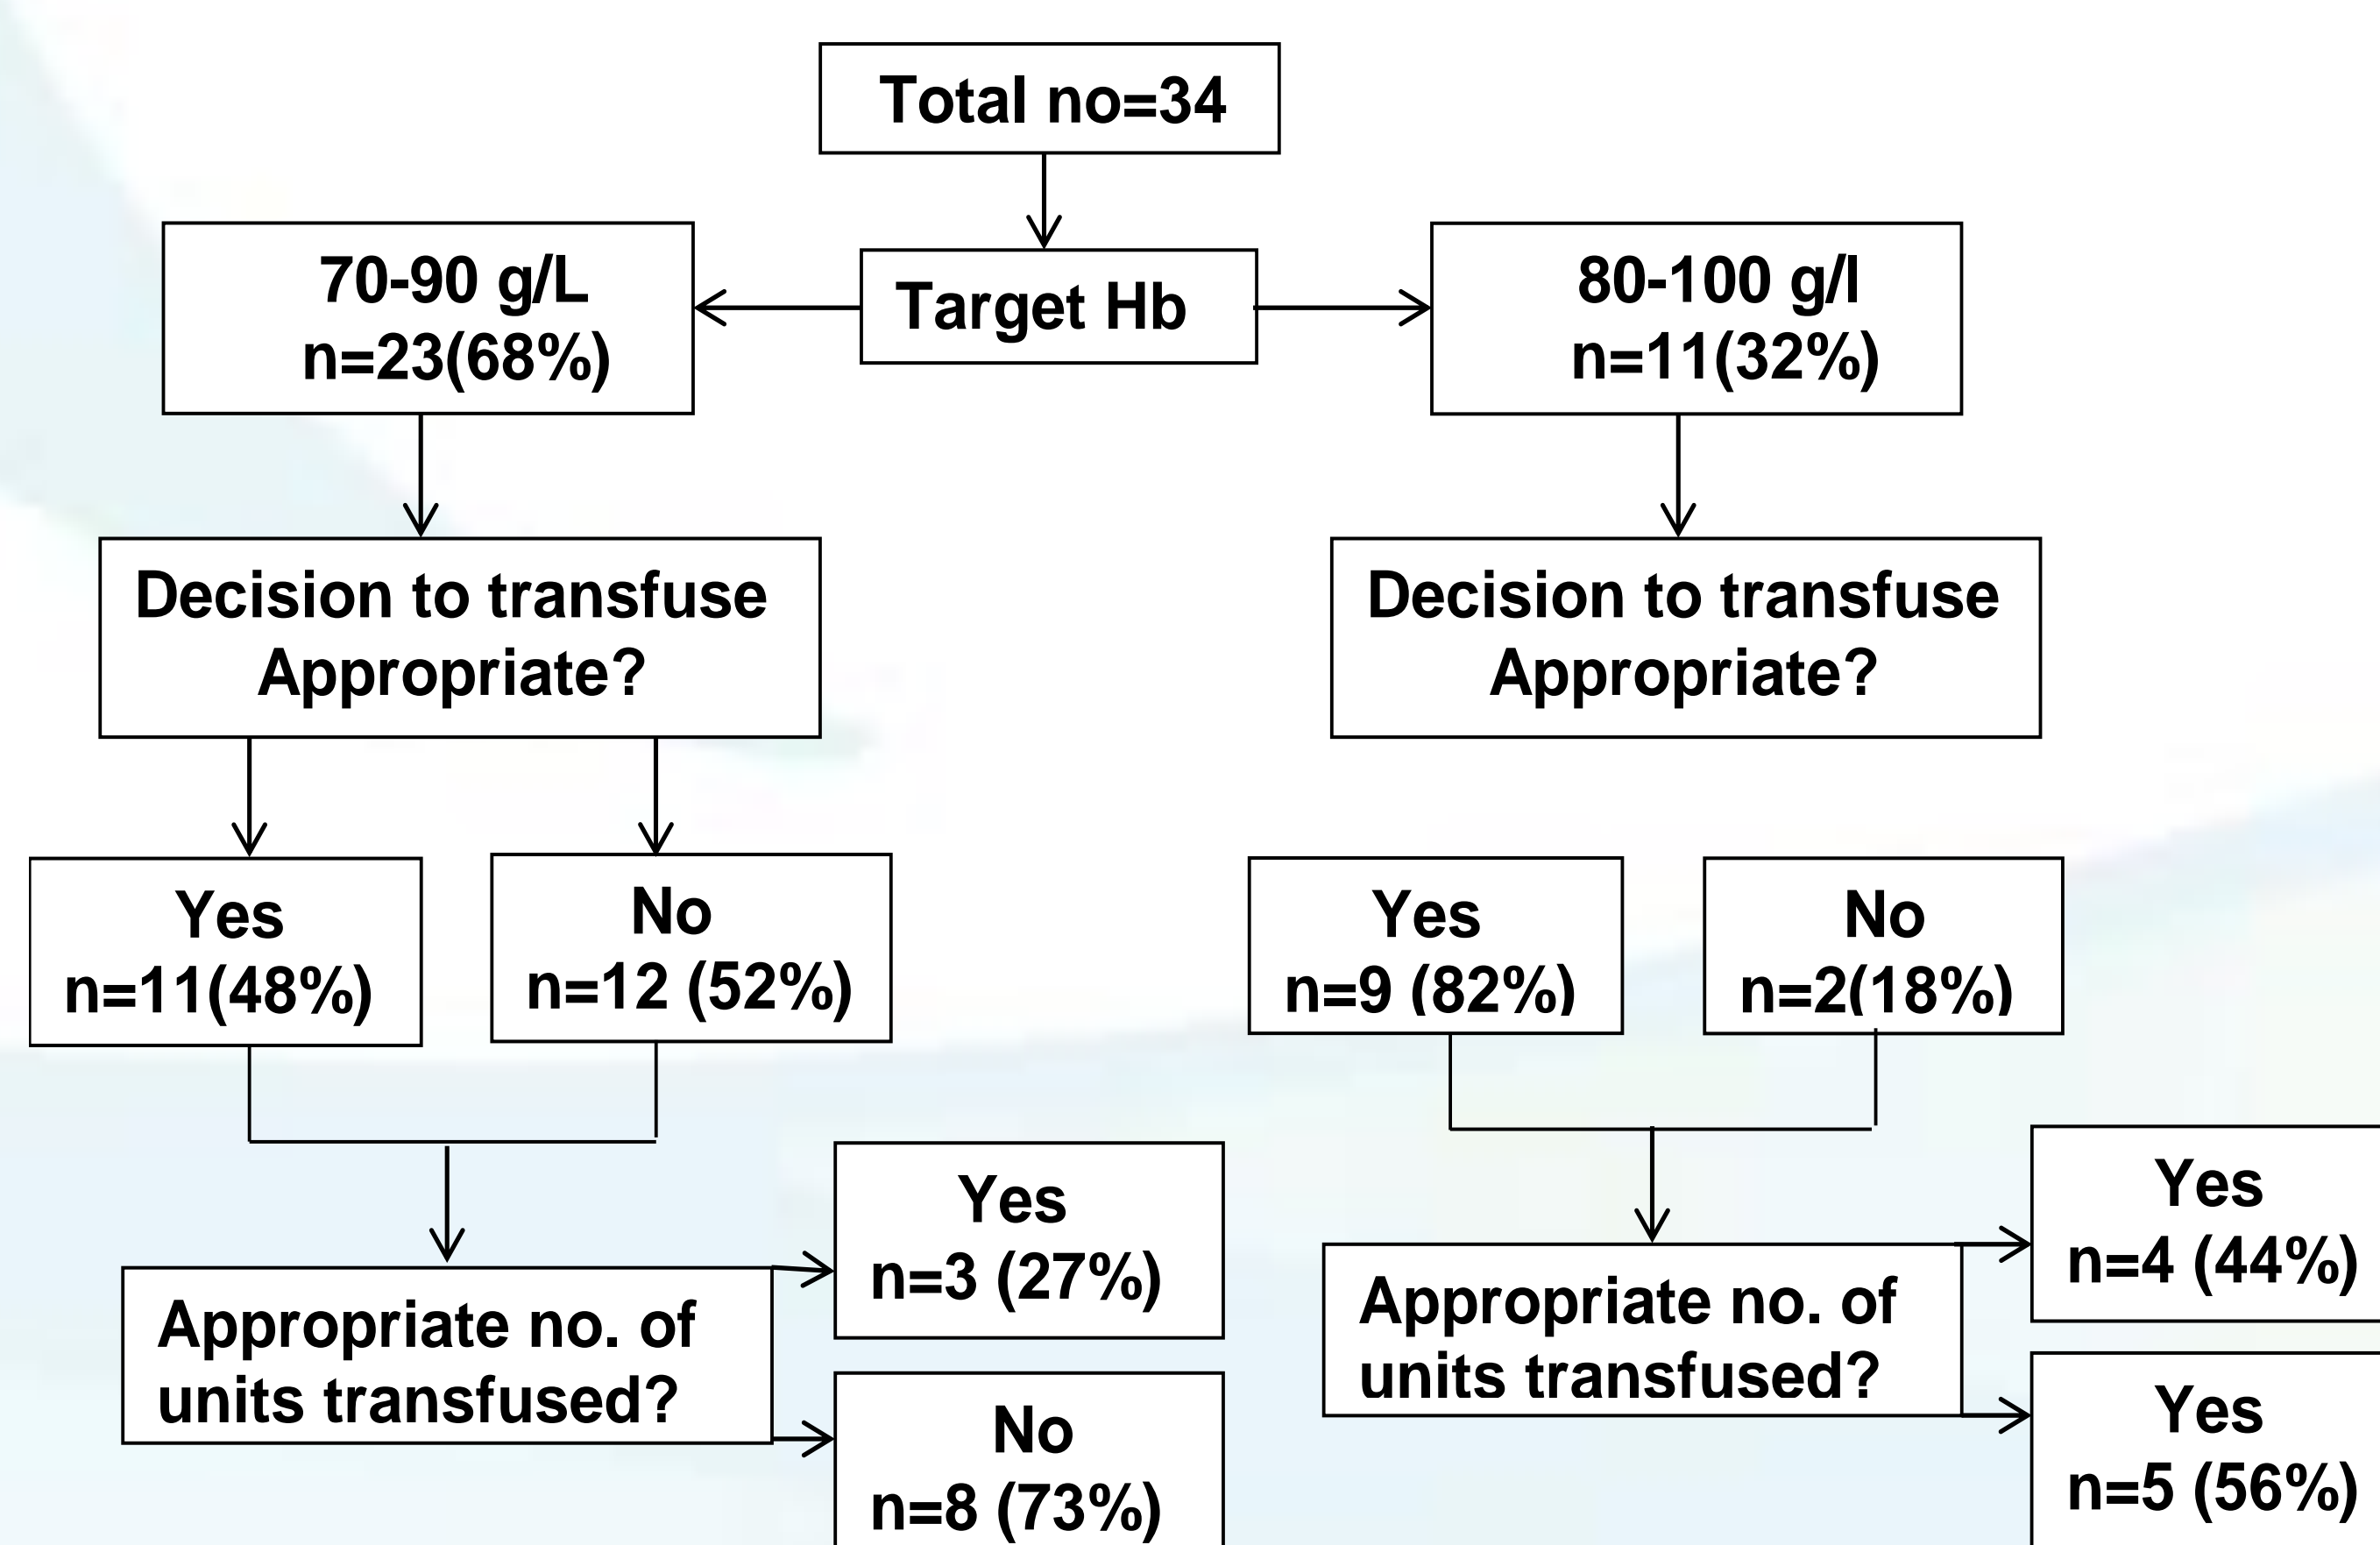 Total no=34
70-90 g/L
n=23(68%)
Target Hb
80-100 g/l
n=11(32%)
Decision to transfuse
Appropriate?
Decision to transfuse
Appropriate?
Yes
n=11(48%)
No
n=12 (52%)
Yes
n=9 (82%)
No
n=2(18%)
Appropriate no. of
units transfused?
Yes
n=3 (27%)
No
n=8 (73%)
Appropriate no. of
units transfused?
Yes
n=4 (44%)
Yes
n=5 (56%)